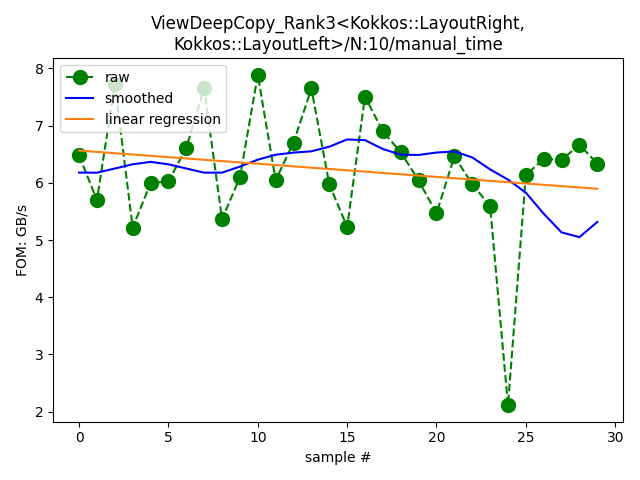 ViewDeepCopy_Rank3<Kokkos::LayoutRight,
Kokkos::LayoutLeft>/N:10/manual_time
raw
smoothed
linear regression
FOM: GB/s
8
7
6
5
4
3
2
0
5
10
15
20
25
30
sample #